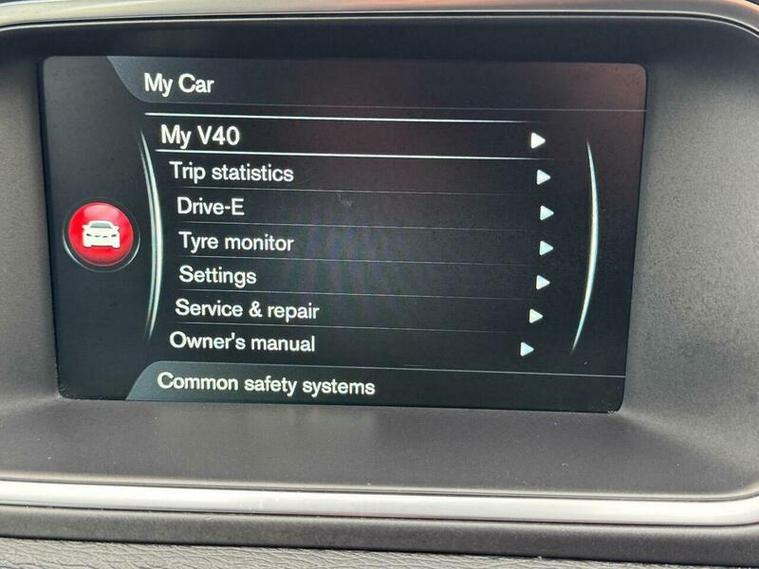 My Car
My V40
Trip statistics
Drive-E
Tyre monitor
Settings
Service & repair
Owner's manual
Common safety systems